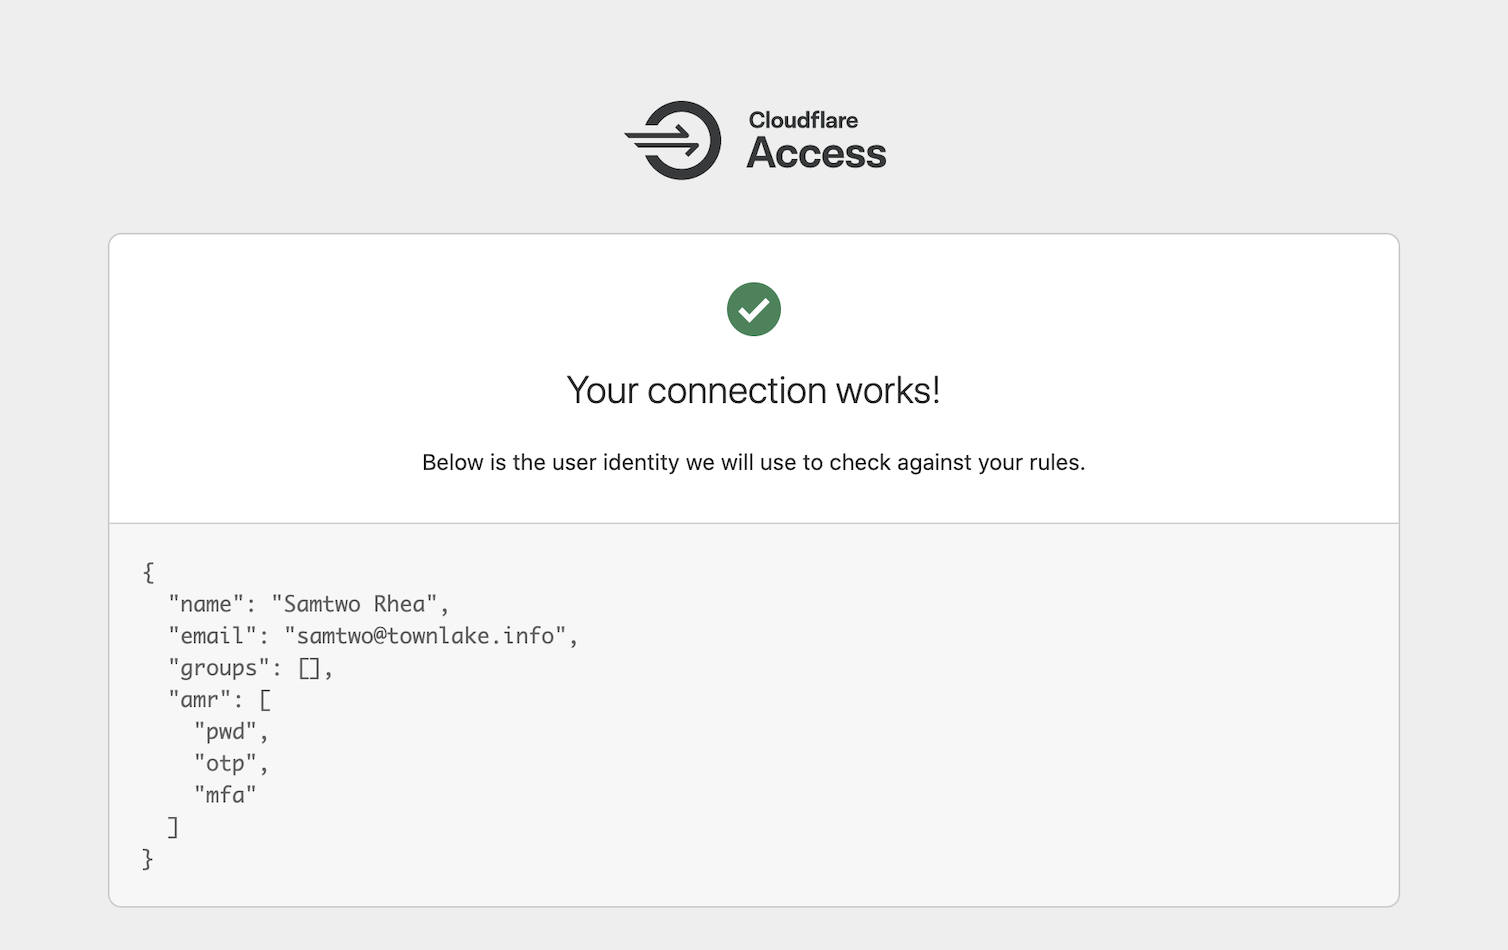 Cloudflare
Access
Your connection works!
Below is the user identity we will use to check against your rules.
{
  "name": "Samtwo Rhea",
  "email": "samtwo@townlake.info",
  "groups": [],
  "amr": [
    "pwd",
    "otp",
    "mfa"
  ]
}